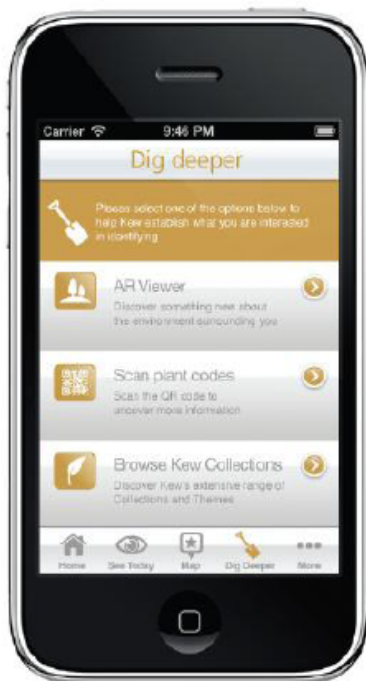 Carrier 9:46 PM
Dig deeper
Please select one of the options below to
help Kew establish what you are interested
in identifying
AR Viewer
Discover something new about
the environment surrounding you
Scan plant codes
Scan the QR code to
uncover more information
Browse Kew Collections
Discover Kew's extensive range of
Collections and Themes
Home See Today Map Dig Deeper More